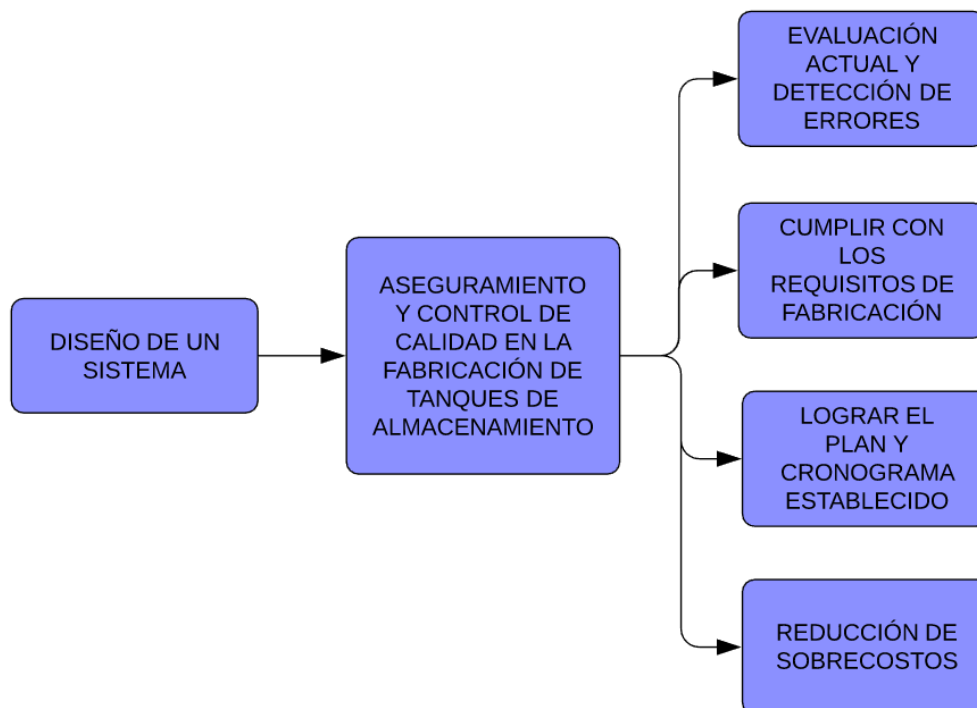 DISEÑO DE UN
SISTEMA
ASEGURAMIENTO
Y CONTROL DE
CALIDAD EN LA
FABRICACIÓN DE
TANQUES DE
ALMACENAMIENTO
EVALUACIÓN
ACTUAL Y
DETECCIÓN DE
ERRORES
CUMPLIR CON
LOS
REQUISITOS DE
FABRICACIÓN
LOGRAR EL
PLAN Y
CRONOGRAMA
ESTABLECIDO
REDUCCIÓN DE
SOBRECOSTOS